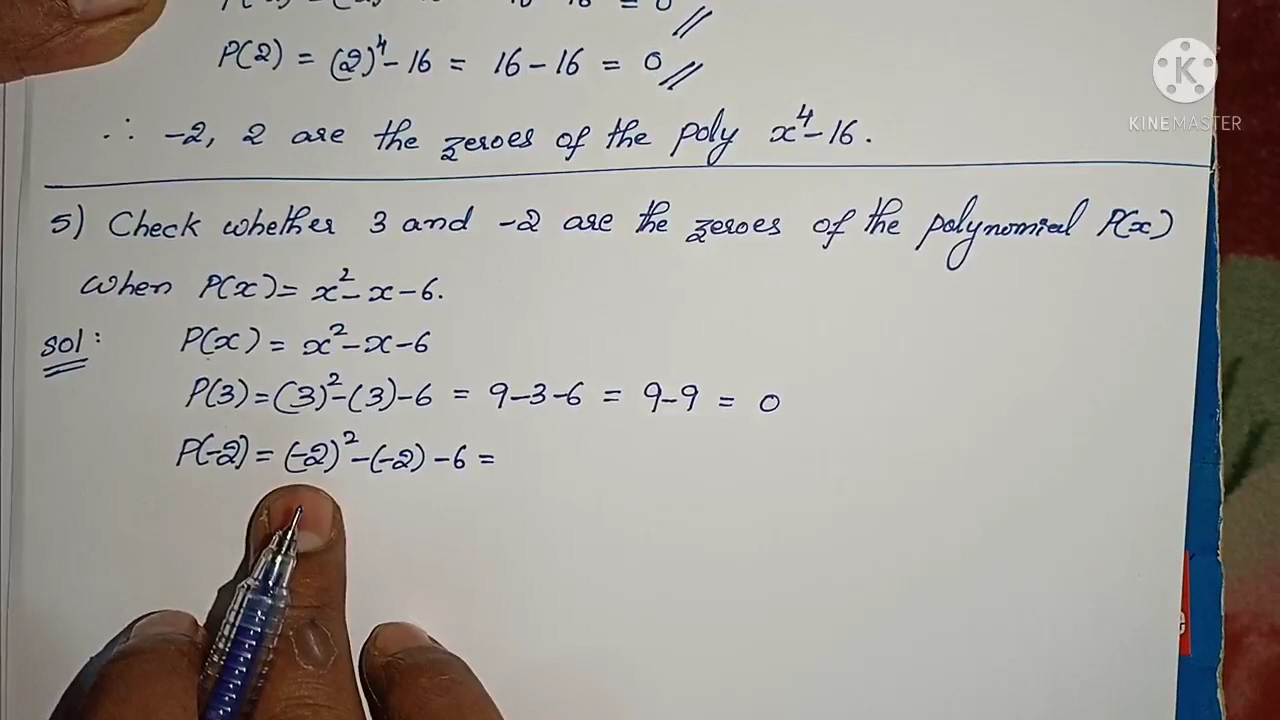 P(2) = (2)⁴ - 16 = 16 - 16 = 0 //
∴ -2, 2 are the zeroes of the poly x⁴ - 16.
5) Check whether 3 and -2 are the zeroes of the polynomial P(x)
when P(x) = x² - x - 6.
Sol: P(x) = x² - x - 6
P(3) = (3)² - (3) - 6 = 9 - 3 - 6 = 9 - 9 = 0
P(-2) = (-2)² - (-2) - 6 =
K
KINEMASTER